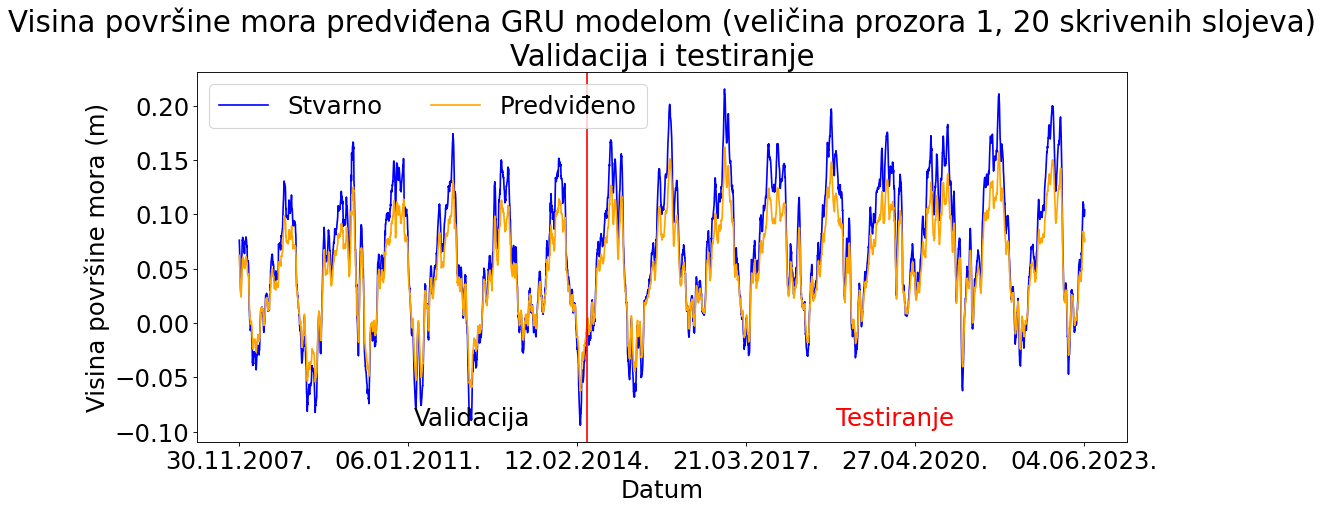 Visina površine mora predviđena GRU modelom (veličina prozora 1, 20 skrivenih slojeva)
Validacija i testiranje
Stvarno
Predviđeno
Visina površine mora (m)
0.20
0.15
0.10
0.05
0.00
−0.05
−0.10
Validacija
Testiranje
30.11.2007.
06.01.2011.
12.02.2014.
21.03.2017.
27.04.2020.
04.06.2023.
Datum